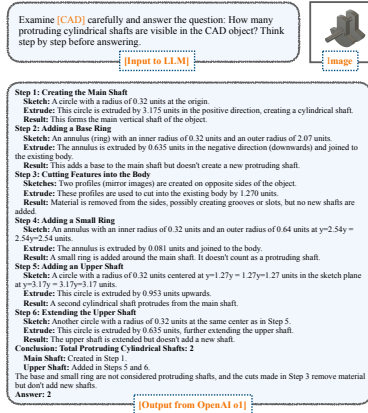 Examine [CAD] carefully and answer the question: How many
protruding cylindrical shafts are visible in the CAD object? Think
step by step before answering.
[Input to LLM]
Image
Step 1: Creating the Main Shaft
Sketch: A circle with a radius of 0.32 units at the origin.
Extrude: This circle is extruded by 3.175 units in the positive direction, creating a cylindrical shaft.
Result: This forms the main vertical shaft of the object.
Step 2: Adding a Base Ring
Sketch: An annulus (ring) with an inner radius of 0.32 units and an outer radius of 2.07 units.
Extrude: The annulus is extruded by 0.635 units in the negative direction (downwards) and joined to
the existing body.
Result: This adds a base to the main shaft but doesn't create a new protruding shaft.
Step 3: Cutting Features into the Body
Sketches: Two profiles (mirror images) are created on opposite sides of the object.
Extrude: These profiles are used to cut into the existing body by 1.270 units.
Result: Material is removed from the sides, possibly creating grooves or slots, but no new shafts are
added.
Step 4: Adding a Small Ring
Sketch: An annulus with an inner radius of 0.32 units and an outer radius of 0.64 units at y=2.54y =
2.54y=2.54 units.
Extrude: The annulus is extruded by 0.081 units and joined to the body.
Result: A small ring is added around the main shaft. It doesn't count as a protruding shaft.
Step 5: Adding an Upper Shaft
Sketch: A circle with a radius of 0.32 units centered at y=1.27y = 1.27y=1.27 units in the sketch plane
at y=3.17y = 3.17y=3.17 units.
Extrude: This circle is extruded by 0.953 units upwards.
Result: A second cylindrical shaft protrudes from the main shaft.
Step 6: Extending the Upper Shaft
Sketch: Another circle with a radius of 0.32 units at the same center as in Step 5.
Extrude: This circle is extruded by 0.635 units, further extending the upper shaft.
Result: The upper shaft is extended but doesn't add a new shaft.
Conclusion: Total Protruding Cylindrical Shafts: 2
Main Shaft: Created in Step 1.
Upper Shaft: Added in Steps 5 and 6.
The base and small ring are not considered protruding shafts, and the cuts made in Step 3 remove material
but don't add new shafts.
Answer: 2
[Output from OpenAI o1]